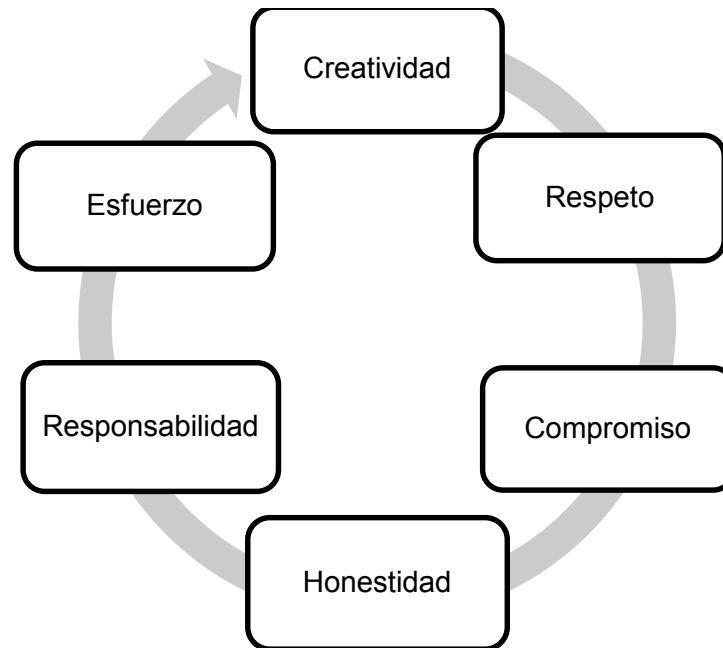 Creatividad
Respeto
Compromiso
Honestidad
Responsabilidad
Esfuerzo